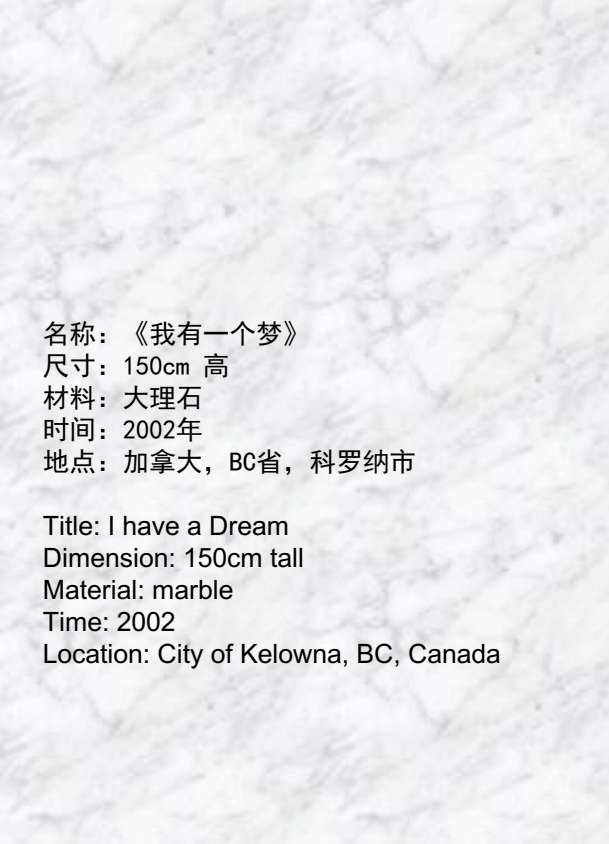 名称：《我有一个梦》
尺寸：150cm 高
材料：大理石
时间：2002年
地点：加拿大，BC省，科罗纳市
Title: I have a Dream
Dimension: 150cm tall
Material: marble
Time: 2002
Location: City of Kelowna, BC, Canada